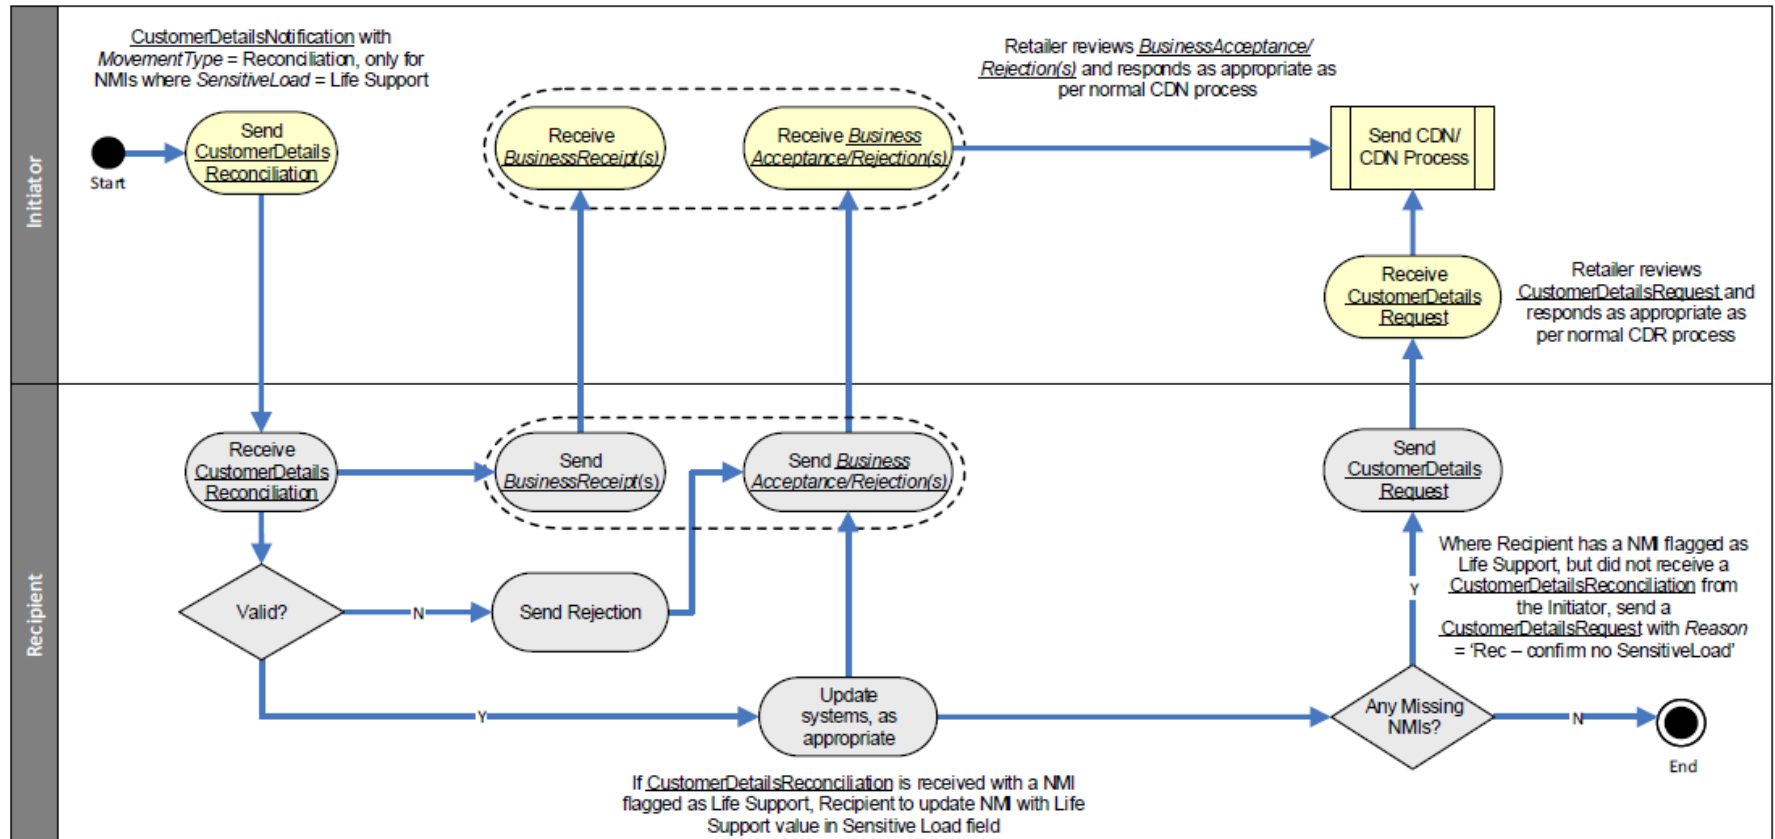 Initiator
CustomerDetailsNotification with
MovementType = Reconciliation, only for
NMIs where SensitiveLoad = Life Support
Start
Send
CustomerDetails
Reconciliation
Receive
BusinessReceipt(s)
Receive Business
Acceptance/Rejection(s)
Retailer reviews BusinessAcceptance/
Rejection(s) and responds as appropriate as
per normal CDN process
Send CDN/
CDN Process
Receive
CustomerDetails
Request
Retailer reviews
CustomerDetailsRequest and
responds as appropriate as
per normal CDR process
Recipient
Receive
CustomerDetails
Reconciliation
Send
BusinessReceipt(s)
Send Business
Acceptance/Rejection(s)
Send
CustomerDetails
Request
Valid?
N
Send Rejection
Y
Update
systems, as
appropriate
If CustomerDetailsReconciliation is received with a NMI
flagged as Life Support, Recipient to update NMI with Life
Support value in Sensitive Load field
Y
Where Recipient has a NMI flagged as
Life Support, but did not receive a
CustomerDetailsReconciliation from
the Initiator, send a
CustomerDetailsRequest with Reason
= ‘Rec – confirm no SensitiveLoad’
Any Missing
NMIs?
N
End